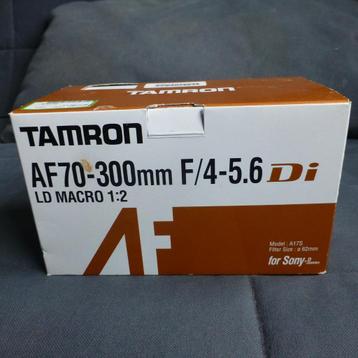 TAMRON
TAMRON
AF70-300mm F/4-5.6 Di
LD MACRO 1:2
AF
Model : A17S
Filter Size : ø 62mm
for Sony-D